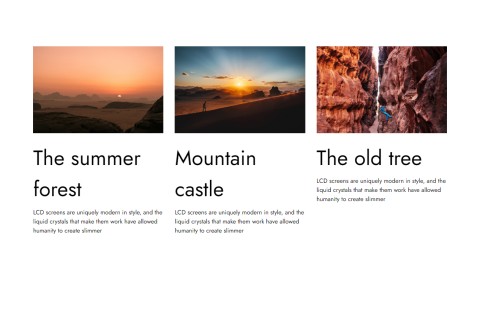 The summer
forest
LCD screens are uniquely modern in style, and the
liquid crystals that make them work have allowed
humanity to create slimmer
Mountain
castle
LCD screens are uniquely modern in style, and the
liquid crystals that make them work have allowed
humanity to create slimmer
The old tree
LCD screens are uniquely modern in style, and the
liquid crystals that make them work have allowed
humanity to create slimmer